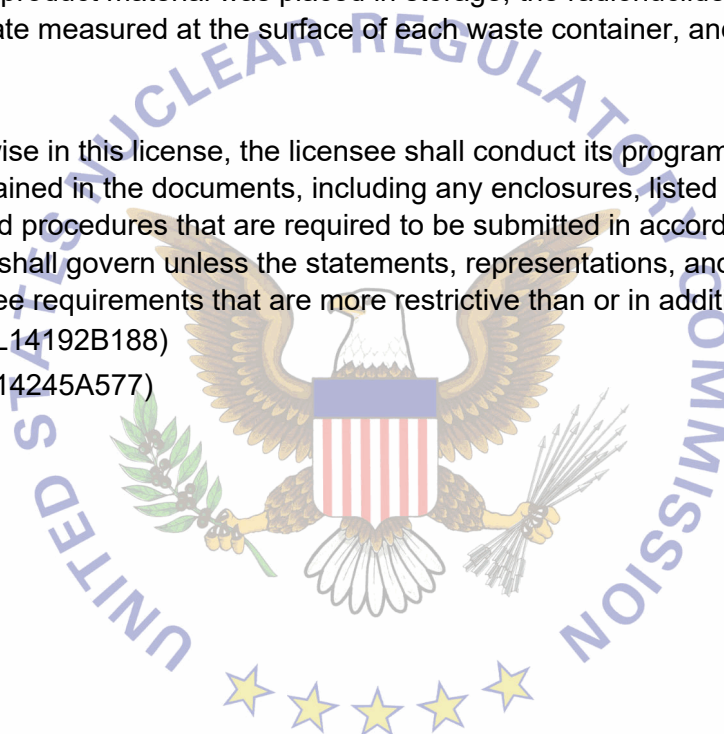 product material was placed in storage, the radionuclide
ate measured at the surface of each waste container, and
ise in this license, the licensee shall conduct its program
ained in the documents, including any enclosures, listed
d procedures that are required to be submitted in accord
shall govern unless the statements, representations, and
ee requirements that are more restrictive than or in addit
L14192B188)
14245A577)
UNITED STATES NUCLEAR REGULATORY COMMISSION